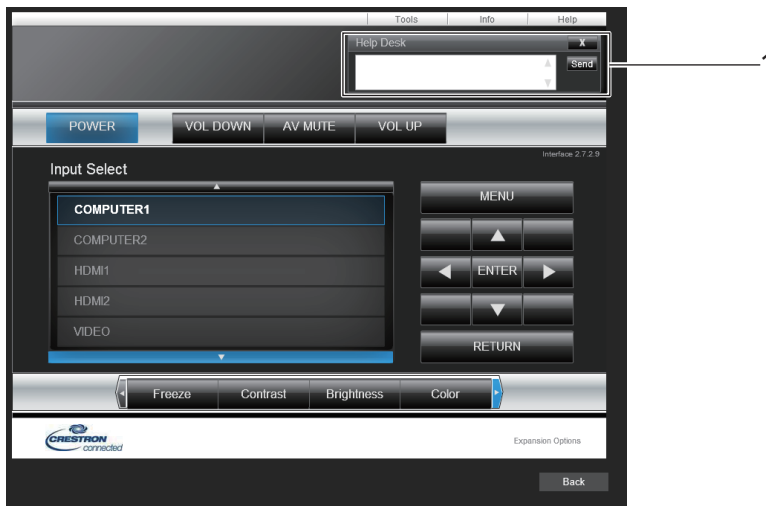 Tools Info Help
Help Desk X
Send
1
POWER VOL DOWN AV MUTE VOL UP
Interface 2.7.2.9
Input Select
MENU
COMPUTER1
COMPUTER2
HDMI1
ENTER
HDMI2
VIDEO
RETURN
Freeze Contrast Brightness Color
CRESTRON
connected
Expansion Options
Back